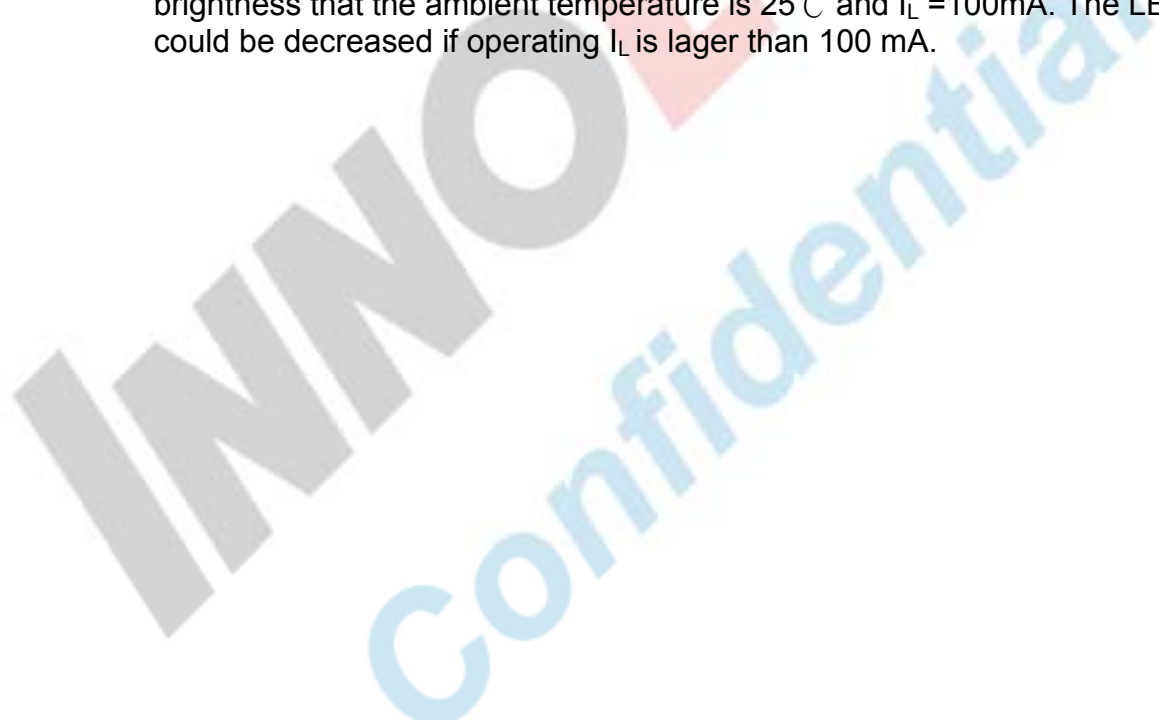 brightness that the ambient temperature is 25℃ and IL =100mA. The LE
could be decreased if operating IL is lager than 100 mA.
INNOL
Confidential